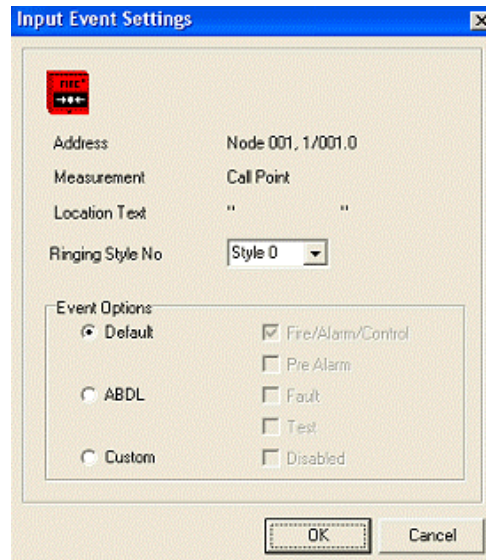 Input Event Settings
FIRE
Address Node 001, 1/001.0
Measurement Call Point
Location Text " "
Ringing Style No Style 0
Event Options
Default Fire/Alarm/Control
Pre Alarm
ABDL Fault
Test
Custom Disabled
OK Cancel